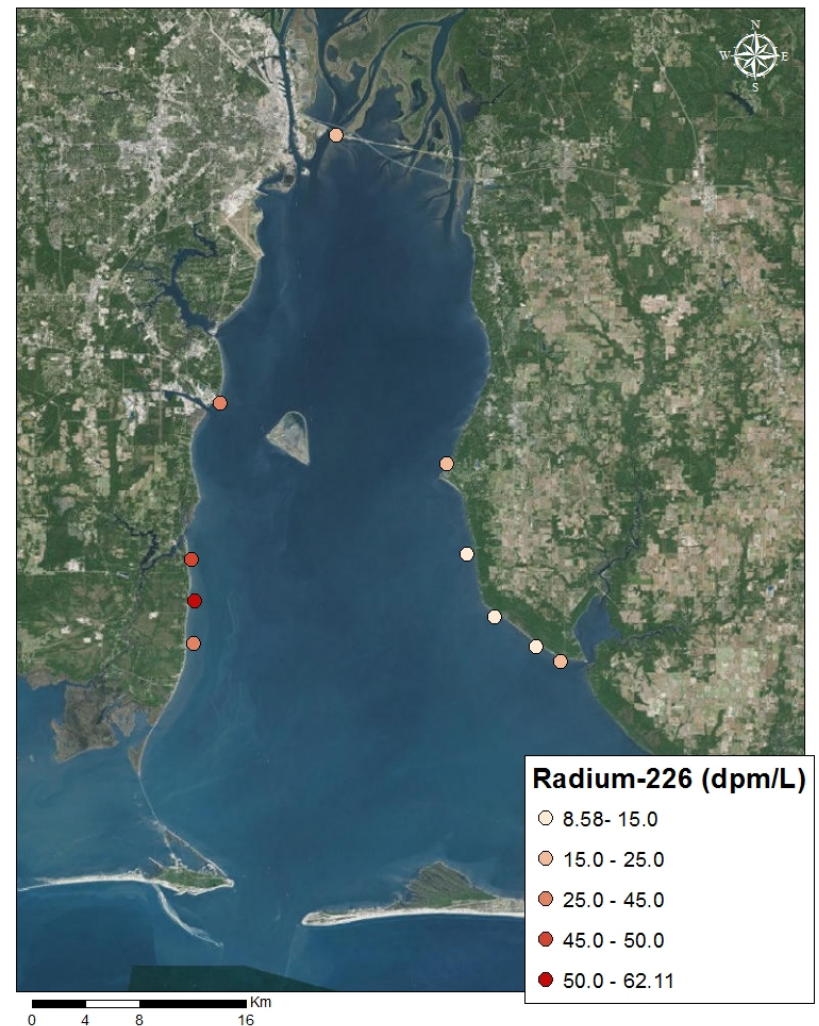 N
W E
S
Radium-226 (dpm/L)
8.58- 15.0
15.0 - 25.0
25.0 - 45.0
45.0 - 50.0
50.0 - 62.11
Km
0 4 8 16